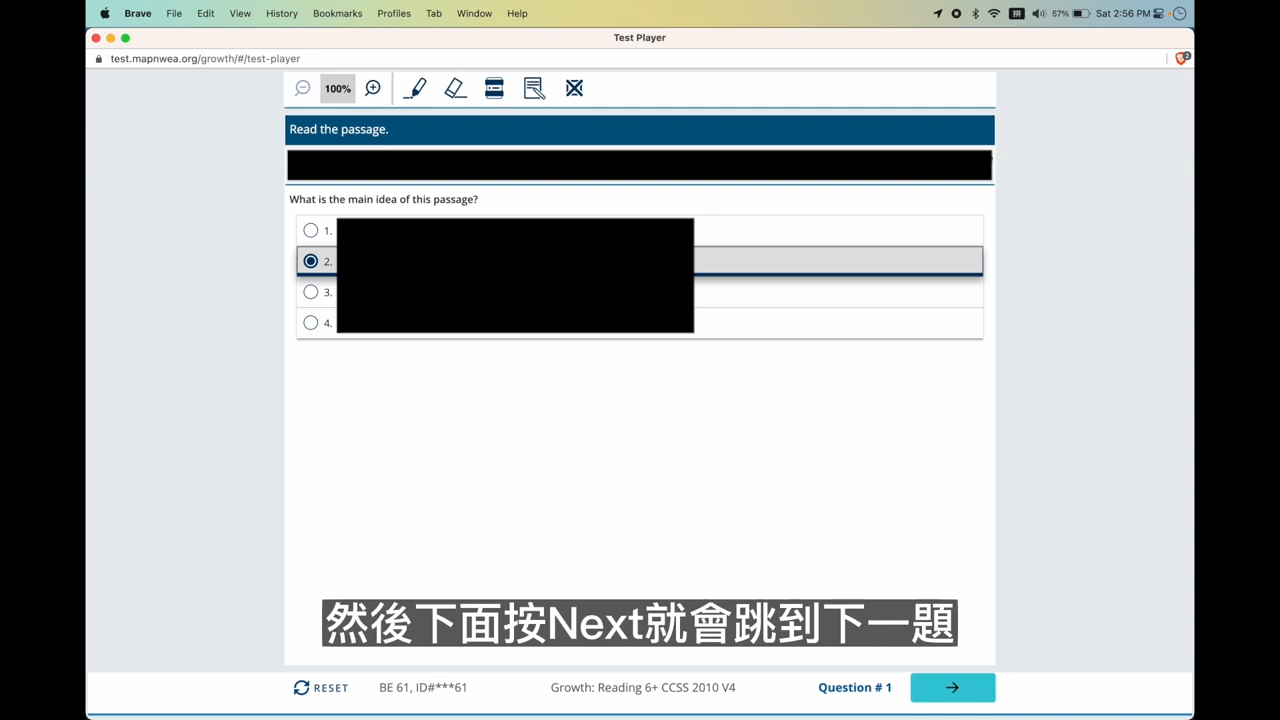 Brave File Edit View History Bookmarks Profiles Tab Window Help 拼 57% Sat 2:56 PM
Test Player
test.mapnwea.org/growth/#/test-player 2
100%
Read the passage.
What is the main idea of this passage?
1.
2.
3.
4.
然後下面按Next就會跳到下一題
RESET BE 61, ID#***61 Growth: Reading 6+ CCSS 2010 V4 Question # 1